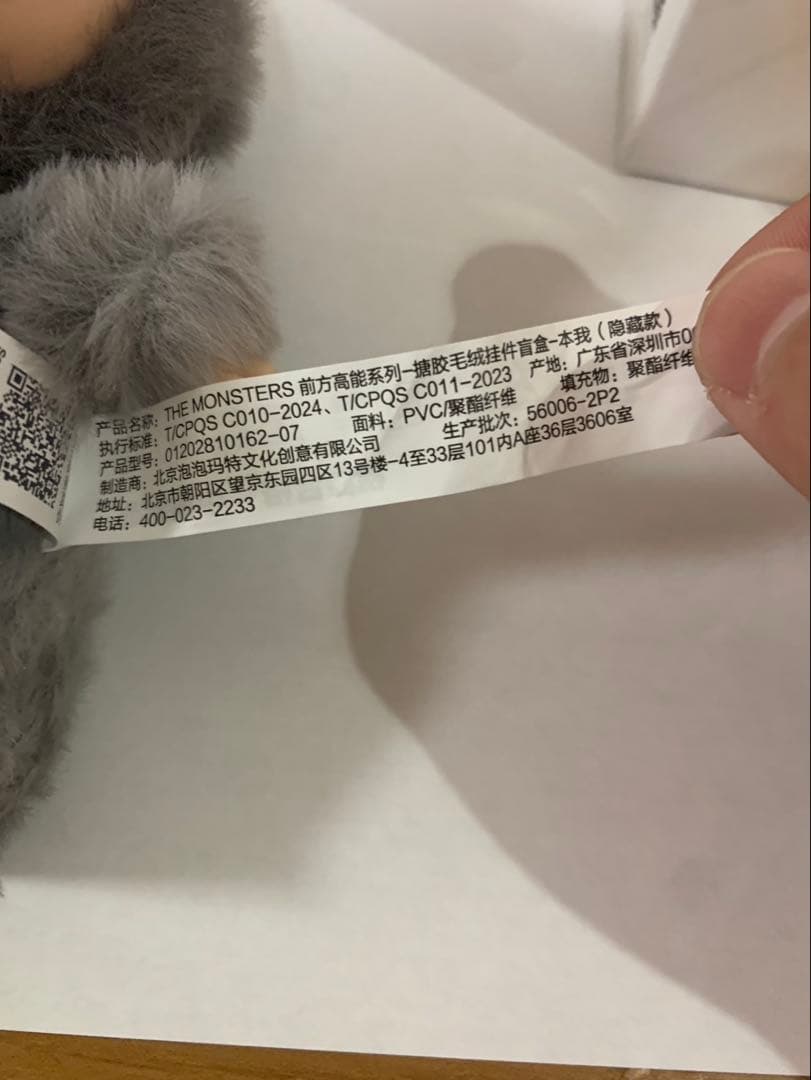 产品名称：THE MONSTERS 前方高能系列-搪胶毛绒挂件盲盒-本我（隐藏款）
执行标准：T/CPQS C010-2024、T/CPQS C011-2023 产地：广东省深圳市
产品型号：01202810162-07 面料：PVC/聚酯纤维 填充物：聚酯纤维
制造商：北京泡泡玛特文化创意有限公司 生产批次：56006-2P2
地址：北京市朝阳区望京东园四区13号楼-4至33层101内A座36层3606室
电话：400-023-2233